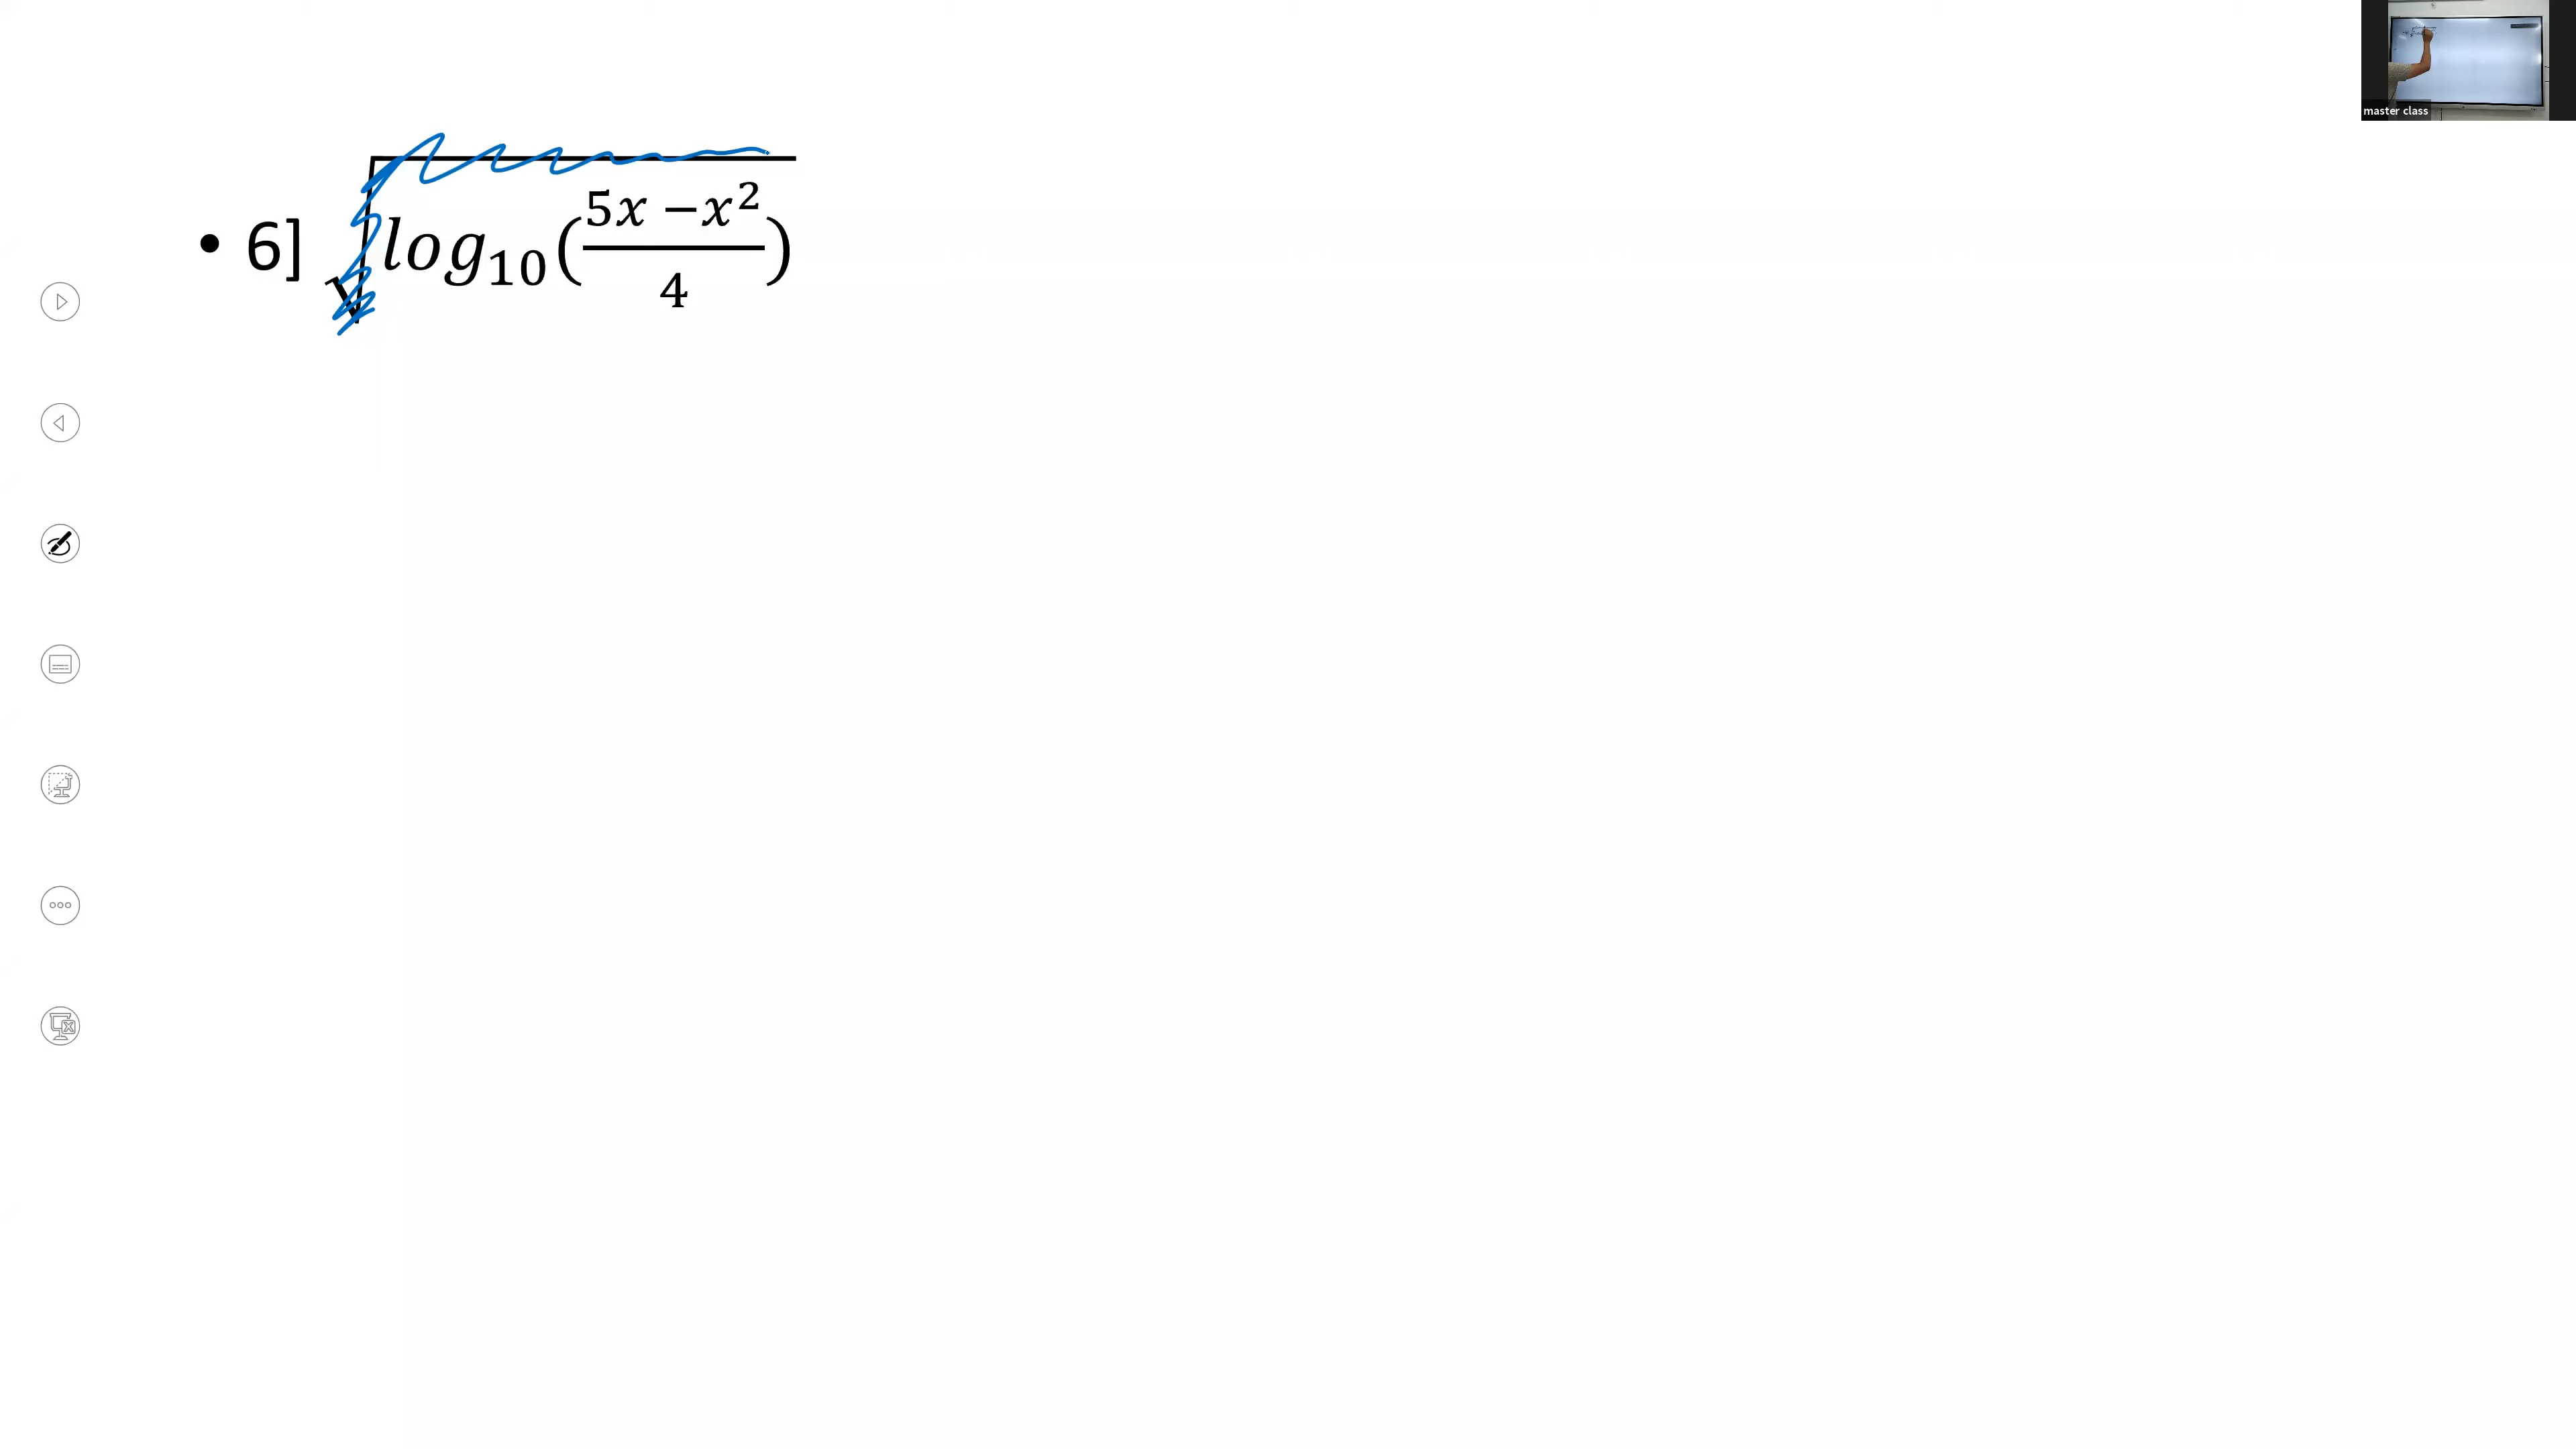 master class
• 6] √log₁₀((5x − x²)/4)